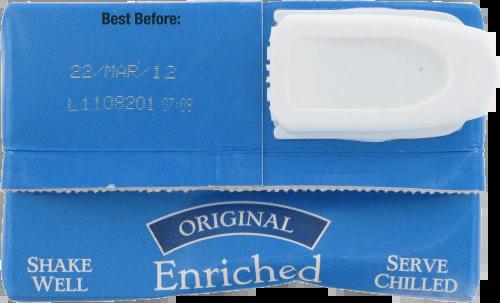 Best Before:
22/MAR/12
L1108201 07:08
ORIGINAL
Enriched
SHAKE
WELL
SERVE
CHILLED